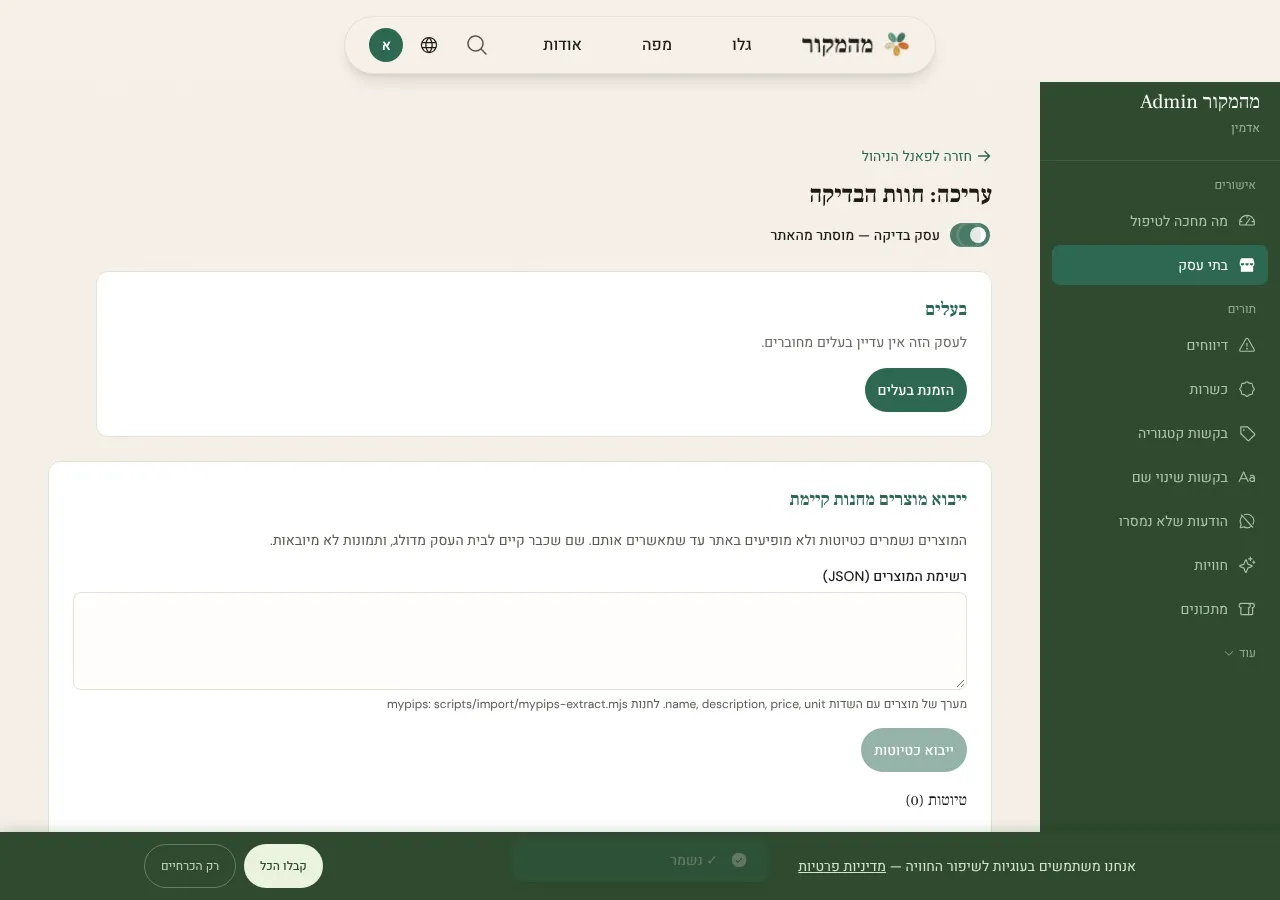 מהמקור
גלו
מפה
אודות
א
מהמקור Admin
אדמין
אישורים
מה מחכה לטיפול
בתי עסק
תורים
דיווחים
כשרות
בקשות קטגוריה
Aa בקשות שינוי שם
הודעות שלא נמסרו
חוויות
מתכונים
עוד
→ חזרה לפאנל הניהול
עריכה: חוות הבדיקה
עסק בדיקה — מוסתר מהאתר
בעלים
לעסק הזה אין עדיין בעלים מחוברים.
הזמנת בעלים
ייבוא מוצרים מחנות קיימת
המוצרים נשמרים כטיוטות ולא מופיעים באתר עד שמאשרים אותם. שם שכבר קיים לבית העסק מדולג, ותמונות לא מיובאות.
רשימת המוצרים (JSON)
מערך של מוצרים עם השדות name, description, price, unit. לחנות mypips: scripts/import/mypips-extract.mjs
ייבוא כטיוטות
טיוטות (0)
אנחנו משתמשים בעוגיות לשיפור החוויה — מדיניות פרטיות
✓ נשמר
קבלו הכל
רק הכרחיים